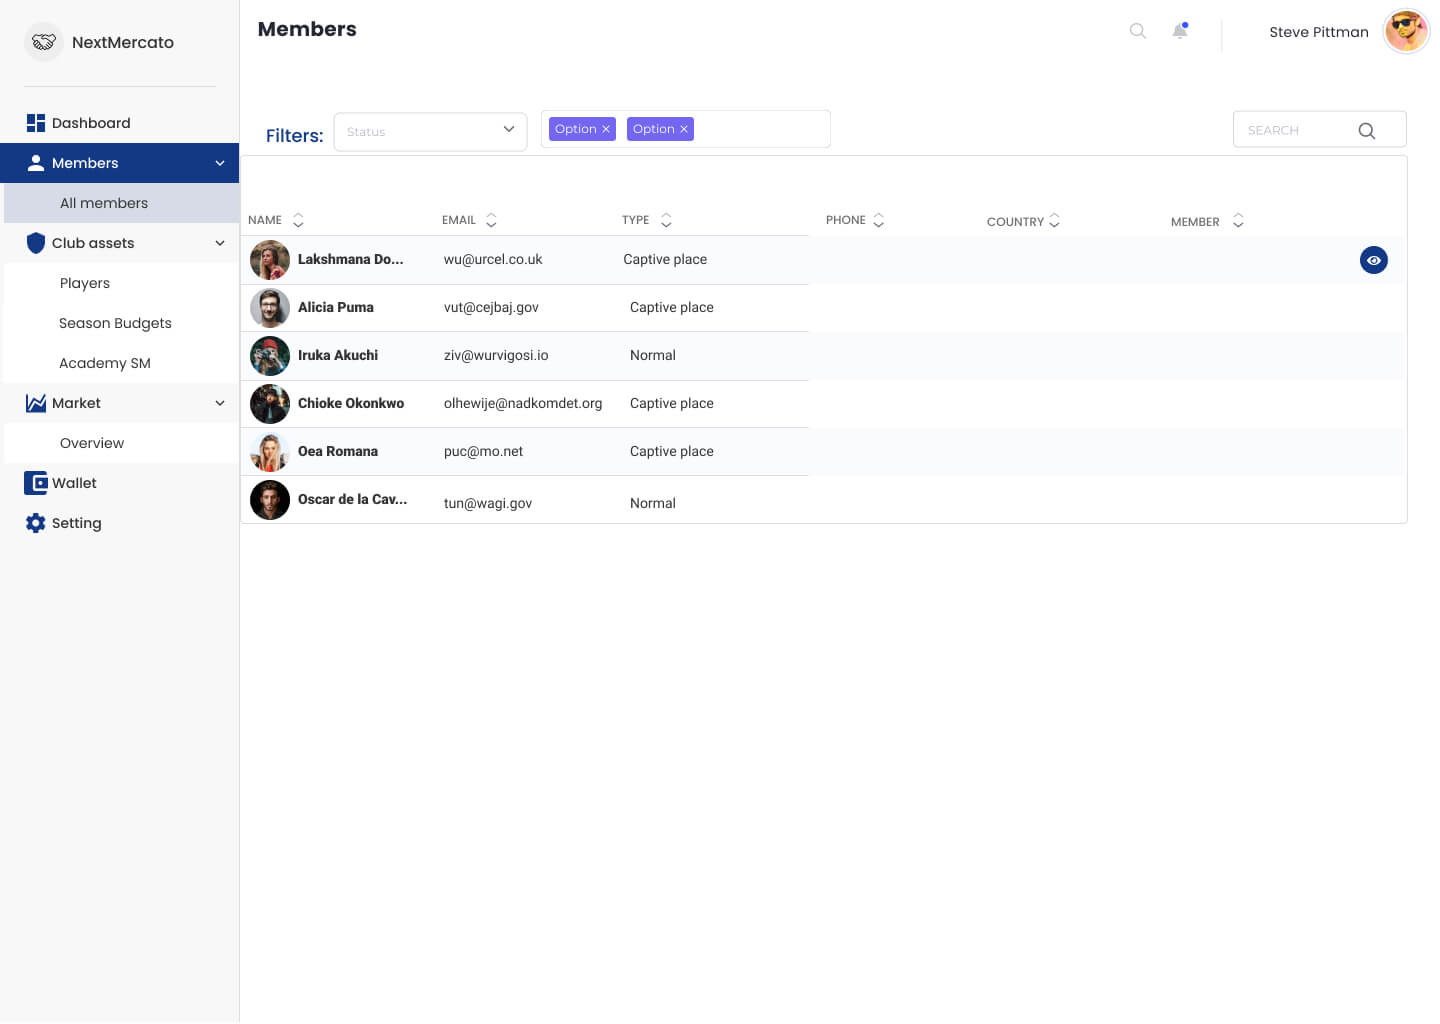 NextMercato
Members
Steve Pittman
Dashboard
Members
All members
Club assets
Players
Season Budgets
Academy SM
Market
Overview
Wallet
Setting
Filters:
Status
Option ×
Option ×
SEARCH
NAME EMAIL TYPE PHONE COUNTRY MEMBER
Lakshmana Do... wu@urcel.co.uk Captive place
Alicia Puma vut@cejbaj.gov Captive place
Iruka Akuchi ziv@wurvigosi.io Normal
Chioke Okonkwo olhewije@nadkomdet.org Captive place
Oea Romana puc@mo.net Captive place
Oscar de la Cav... tun@wagi.gov Normal